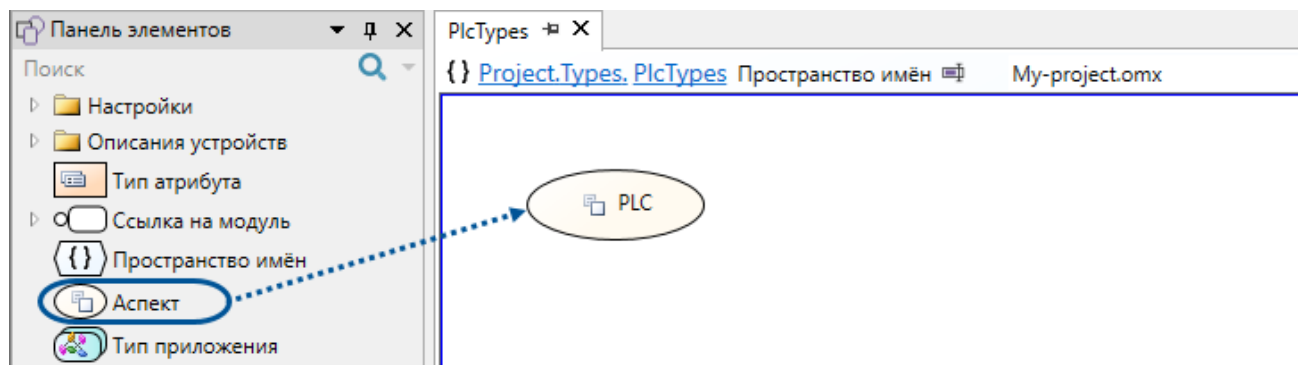 Панель элементов
Поиск
Настройки
Описания устройств
Тип атрибута
Ссылка на модуль
{ } Пространство имён
Аспект
Тип приложения
PlcTypes
{ } Project.Types. PlcTypes Пространство имён My-project.omx
PLC